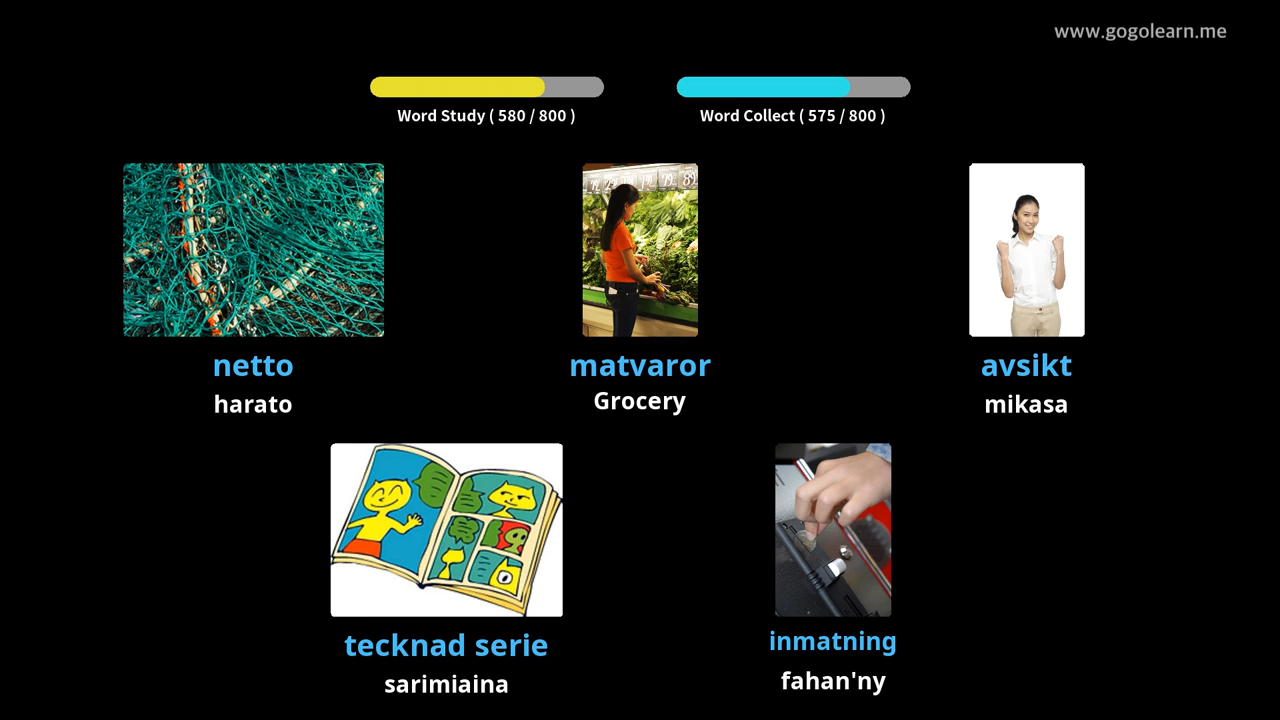 www.gogolearn.me
Word Study ( 580 / 800 )
Word Collect ( 575 / 800 )
netto
harato
matvaror
Grocery
avsikt
mikasa
tecknad serie
sarimiaina
inmatning
fahan'ny